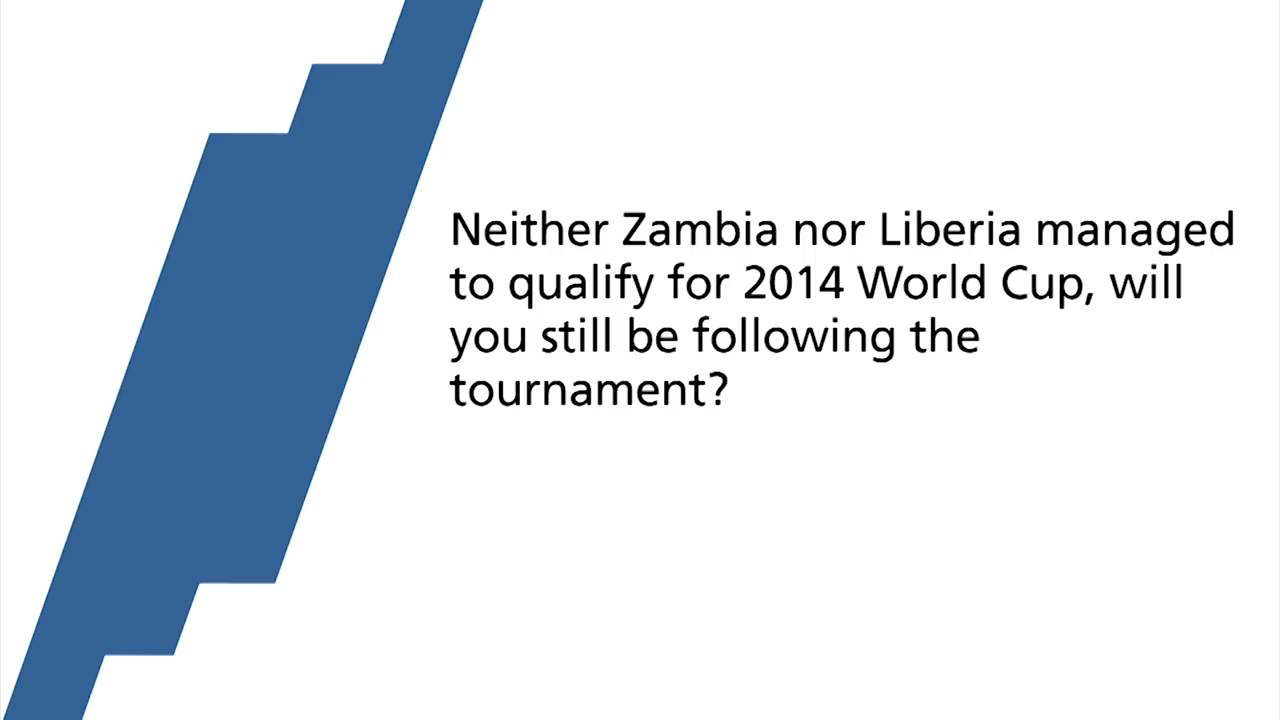 Neither Zambia nor Liberia managed
to qualify for 2014 World Cup, will
you still be following the
tournament?